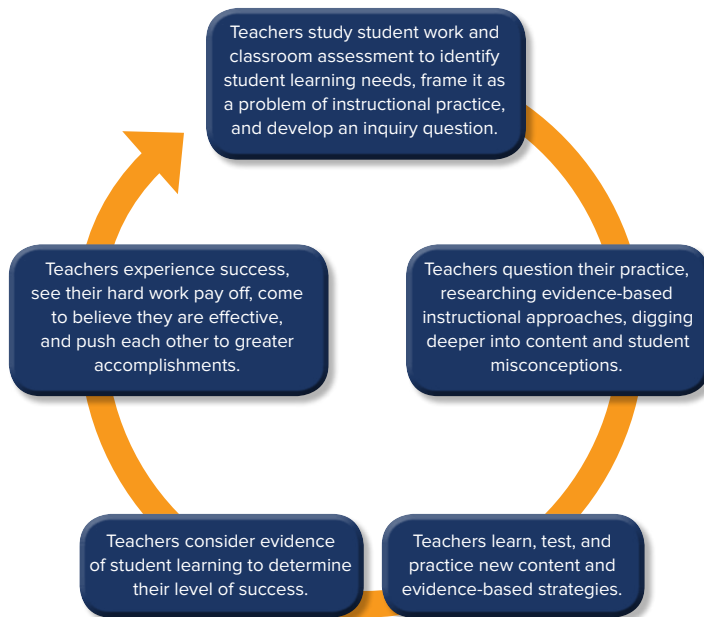 Teachers study student work and
classroom assessment to identify
student learning needs, frame it as
a problem of instructional practice,
and develop an inquiry question.
Teachers question their practice,
researching evidence-based
instructional approaches, digging
deeper into content and student
misconceptions.
Teachers learn, test, and
practice new content and
evidence-based strategies.
Teachers consider evidence
of student learning to determine
their level of success.
Teachers experience success,
see their hard work pay off, come
to believe they are effective,
and push each other to greater
accomplishments.